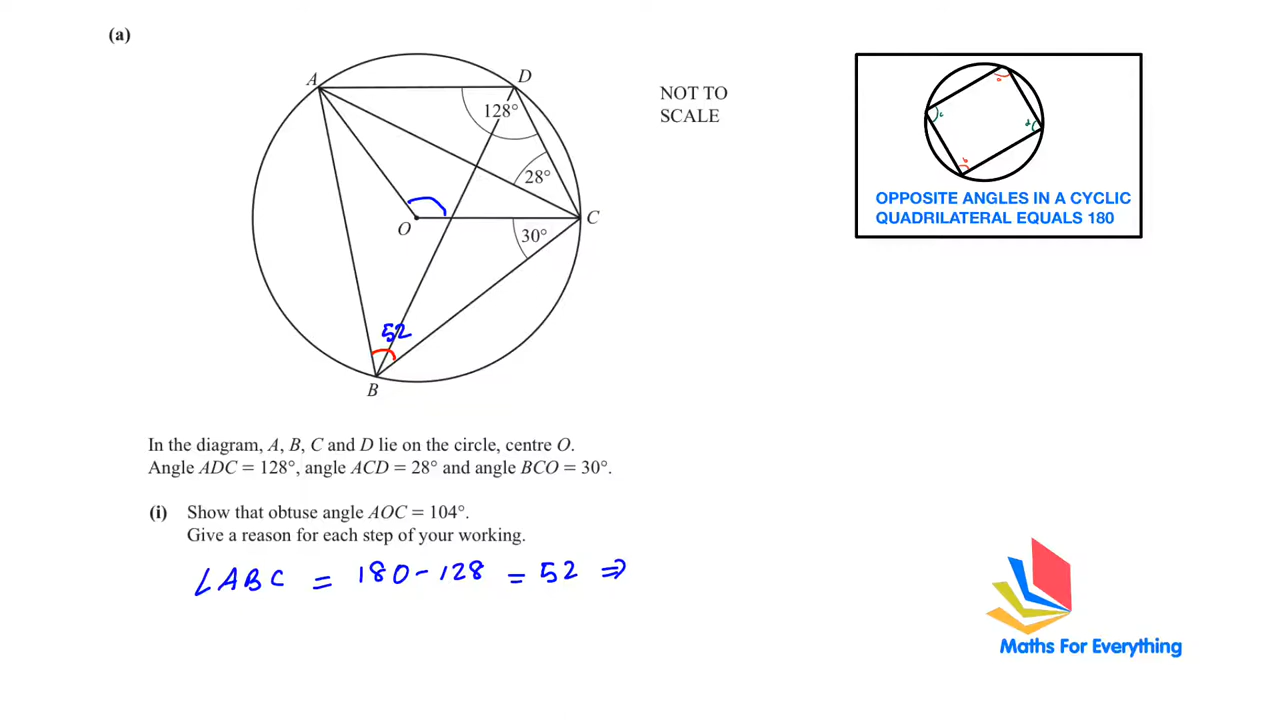 (a)
A
D
128°
NOT TO
SCALE
28°
O
C
30°
52
B
a
c
d
b
OPPOSITE ANGLES IN A CYCLIC
QUADRILATERAL EQUALS 180
In the diagram, A, B, C and D lie on the circle, centre O.
Angle ADC = 128°, angle ACD = 28° and angle BCO = 30°.
(i) Show that obtuse angle AOC = 104°.
Give a reason for each step of your working.
∠ABC = 180 - 128 = 52 ⇒
Maths For Everything